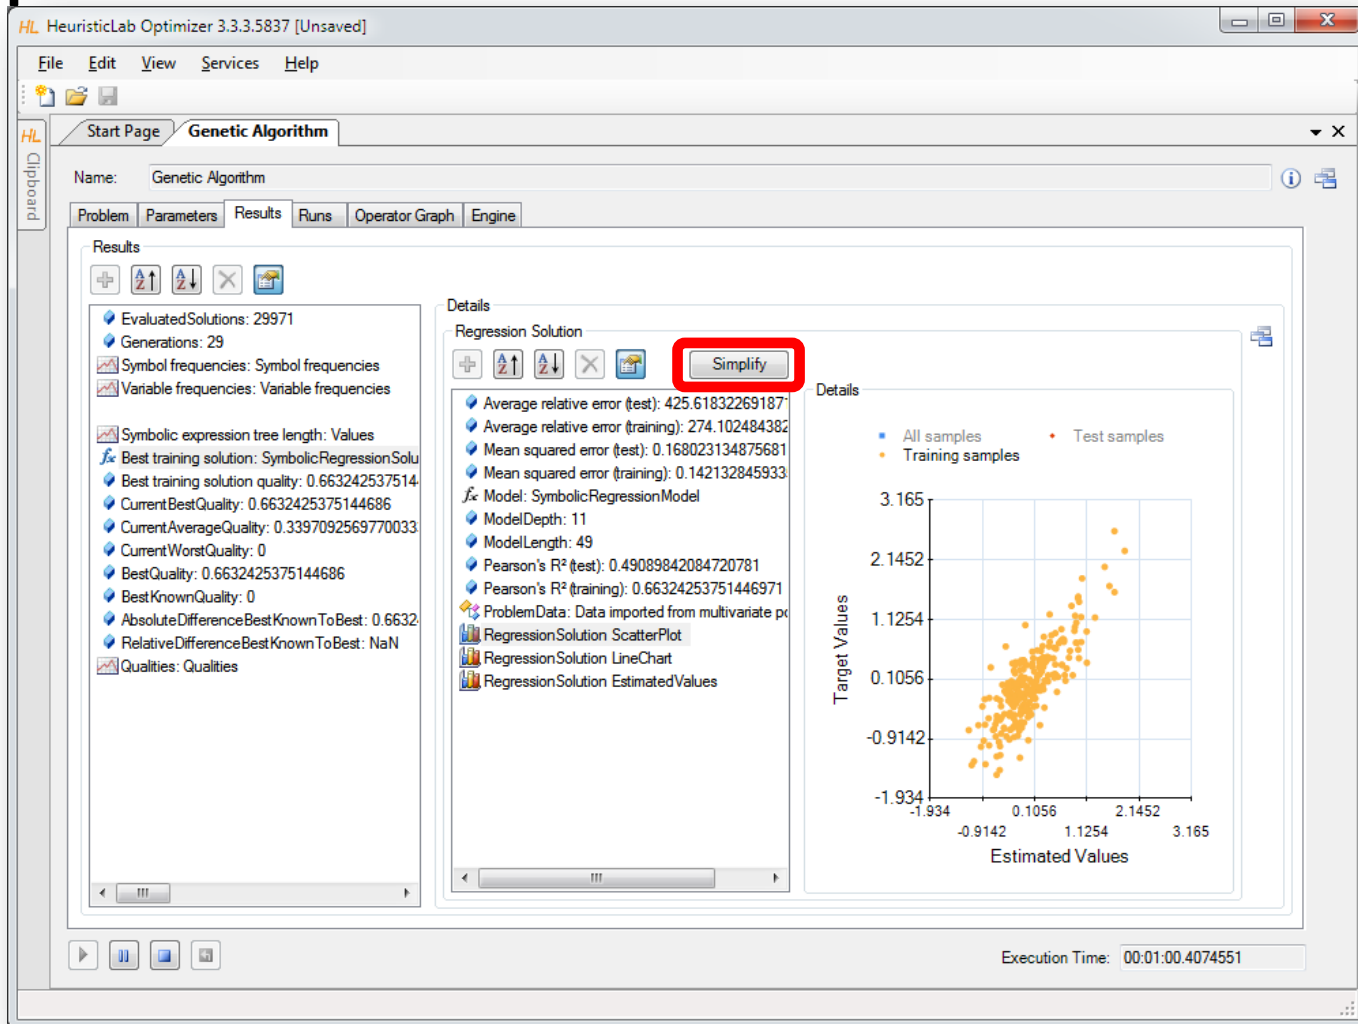 HL HeuristicLab Optimizer 3.3.3.5837 [Unsaved]
File Edit View Services Help
HL Clipboard
Start Page Genetic Algorithm
Name: Genetic Algorithm
Problem Parameters Results Runs Operator Graph Engine
Results
EvaluatedSolutions: 29971
Generations: 29
Symbol frequencies: Symbol frequencies
Variable frequencies: Variable frequencies
Symbolic expression tree length: Values
Best training solution: SymbolicRegressionSolu
Best training solution quality: 0.66324253751446
CurrentBestQuality: 0.6632425375144686
CurrentAverageQuality: 0.3397092569770033
CurrentWorstQuality: 0
BestQuality: 0.6632425375144686
BestKnownQuality: 0
AbsoluteDifferenceBestKnownToBest: 0.6632
RelativeDifferenceBestKnownToBest: NaN
Qualities: Qualities
Details
Regression Solution
Simplify
Average relative error (test): 425.61832269187
Average relative error (training): 274.102484382
Mean squared error (test): 0.168023134875681
Mean squared error (training): 0.142132845933
Model: SymbolicRegressionModel
ModelDepth: 11
ModelLength: 49
Pearson's R² (test): 0.49089842084720781
Pearson's R² (training): 0.66324253751446971
ProblemData: Data imported from multivariate po
RegressionSolution ScatterPlot
RegressionSolution LineChart
RegressionSolution EstimatedValues
Details
All samples Test samples
Training samples
Target Values
3.165
2.1452
1.1254
0.1056
-0.9142
-1.934
-1.934 0.1056 2.1452
-0.9142 1.1254 3.165
Estimated Values
Execution Time: 00:01:00.4074551